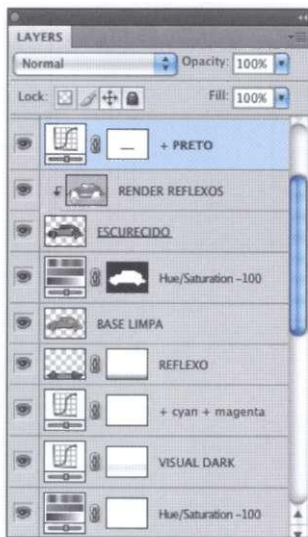 LAYERS
Normal Opacity: 100%
Lock: Fill: 100%
+ PRETO
RENDER REFLEXOS
ESCURECIDO
Hue/Saturation -100
BASE LIMPA
REFLEXO
+ cyan + magenta
VISUAL DARK
Hue/Saturation -100